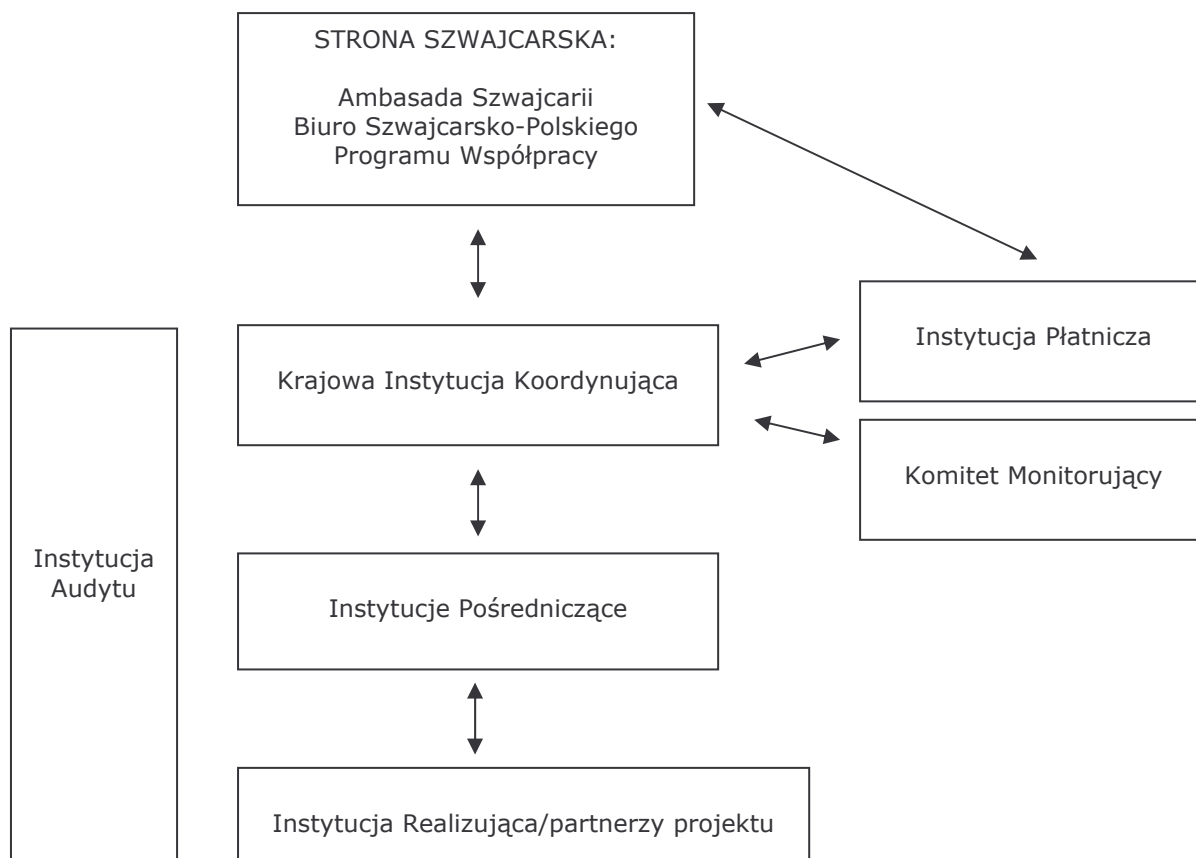 STRONA SZWAJCARSKA:
Ambasada Szwajcarii
Biuro Szwajcarsko-Polskiego
Programu Współpracy
Instytucja Płatnicza
Krajowa Instytucja Koordynująca
Komitet Monitorujący
Instytucja
Audytu
Instytucje Pośredniczące
Instytucja Realizująca/partnerzy projektu